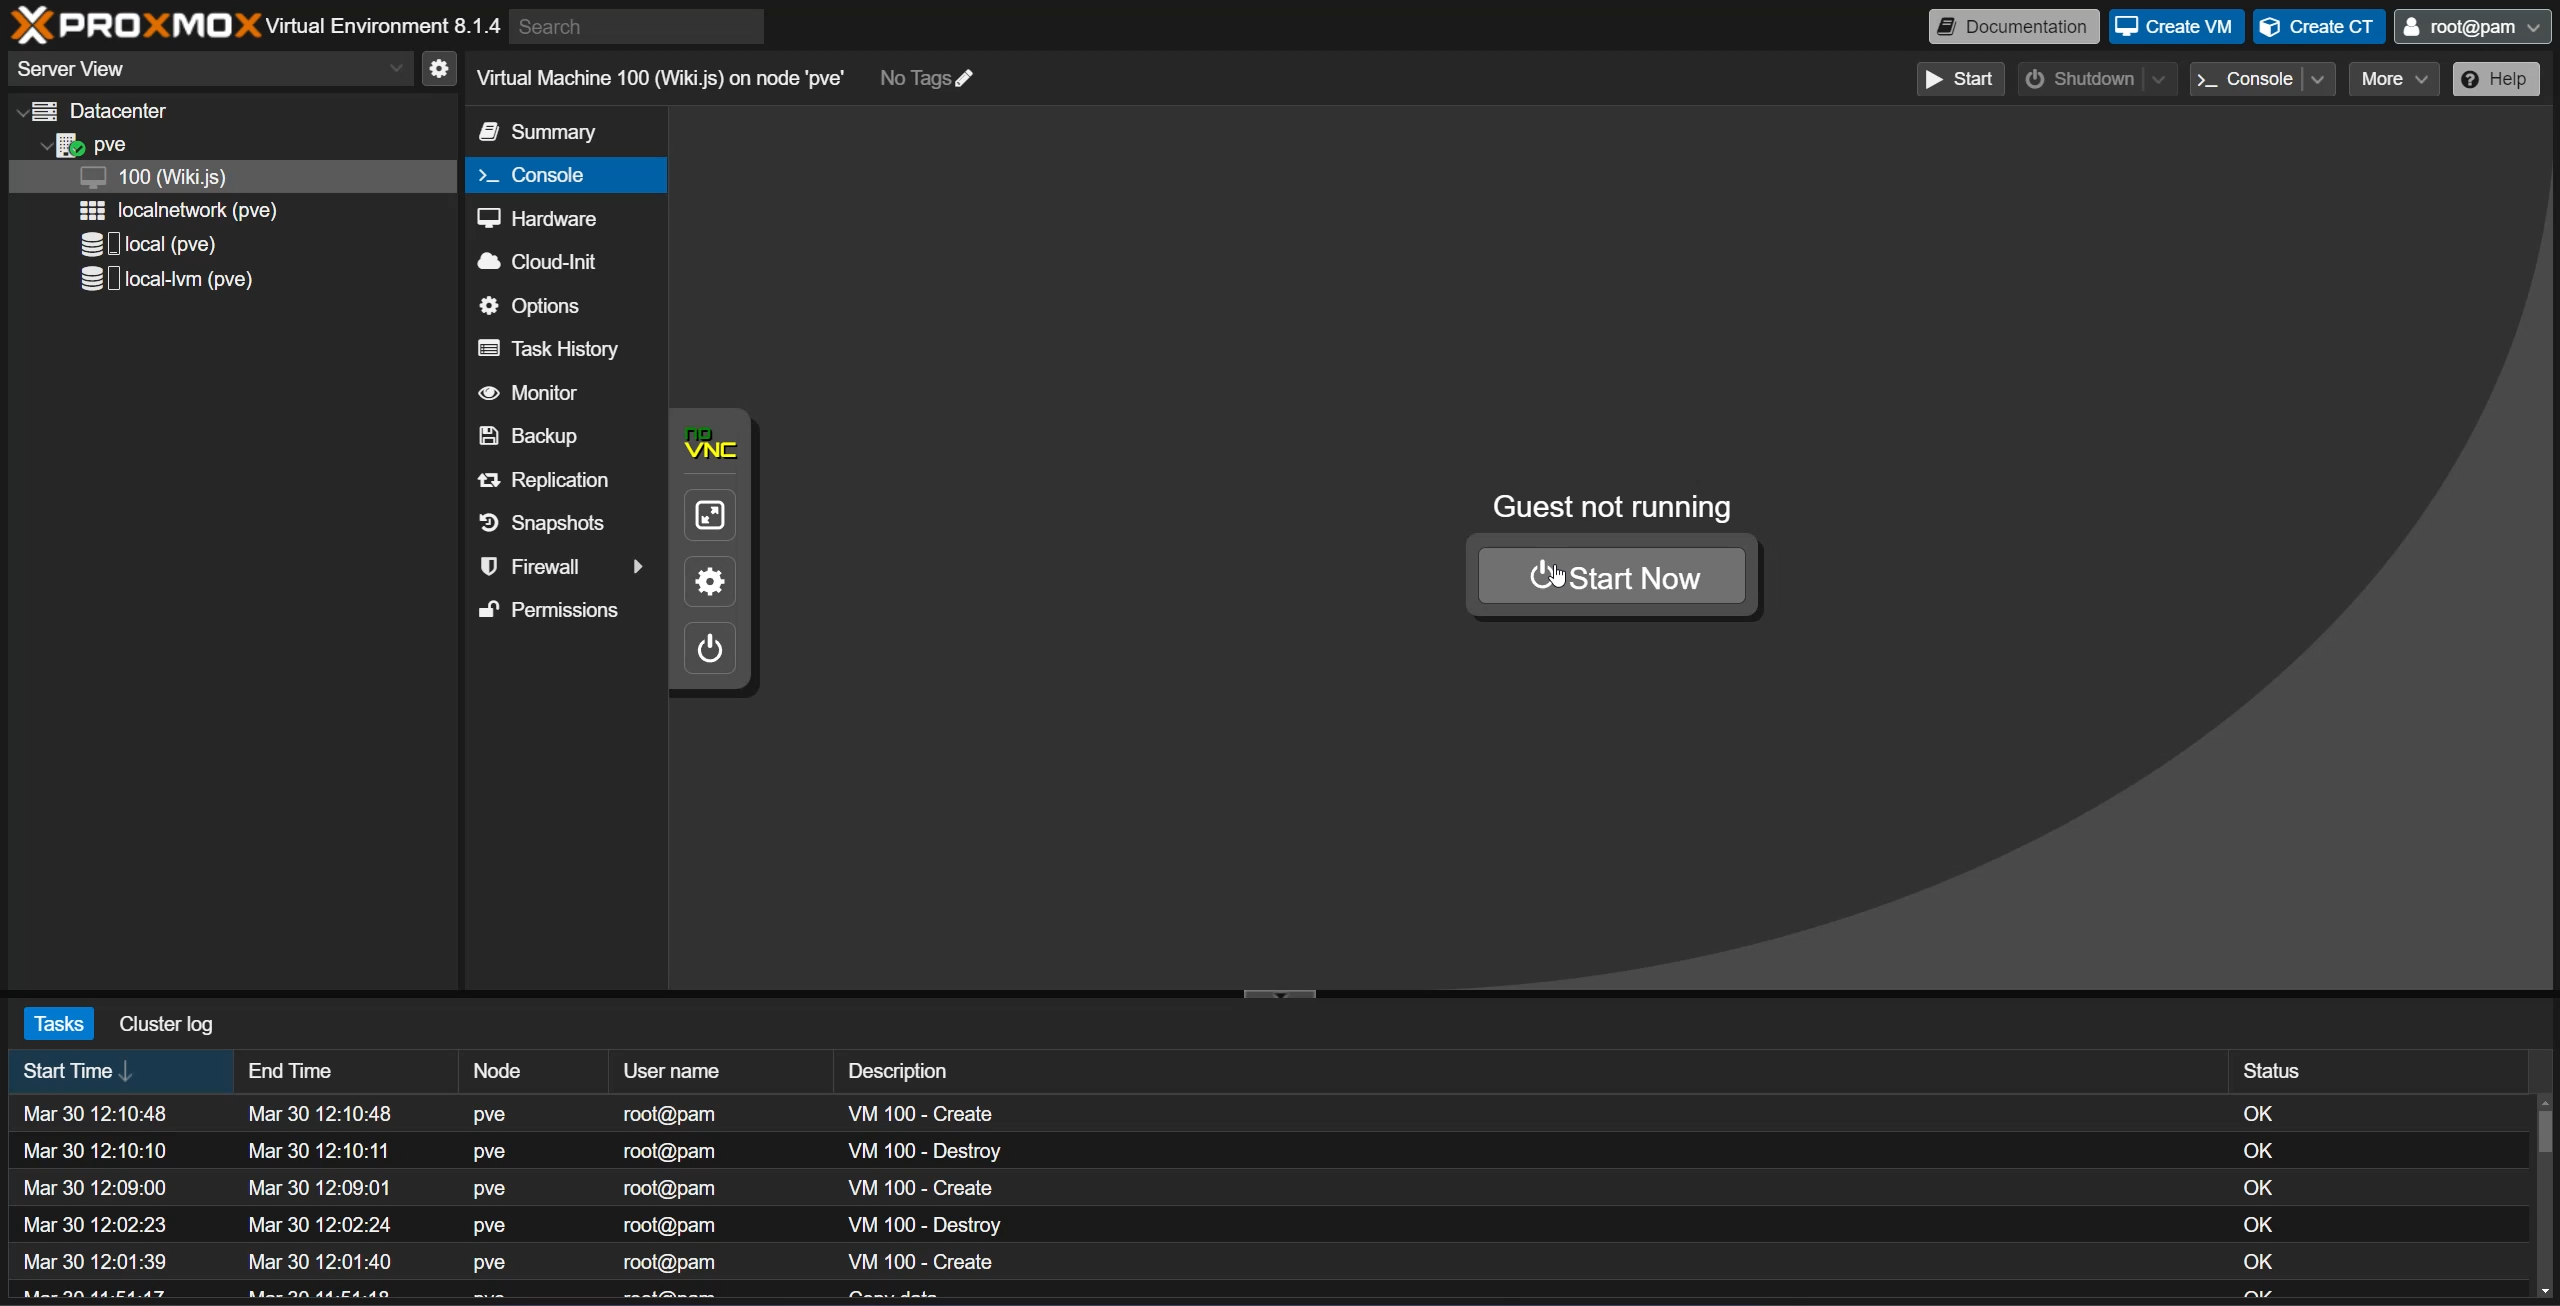 PROXMOX Virtual Environment 8.1.4 Search Documentation Create VM Create CT root@pam
Server View
Virtual Machine 100 (Wiki.js) on node 'pve' No Tags Start Shutdown Console More Help
Datacenter
pve
100 (Wiki.js)
localnetwork (pve)
local (pve)
local-lvm (pve)
Summary
Console
Hardware
Cloud-Init
Options
Task History
Monitor
Backup
Replication
Snapshots
Firewall
Permissions
no
VNC
Guest not running
Start Now
Tasks Cluster log
Start Time End Time Node User name Description Status
Mar 30 12:10:48 Mar 30 12:10:48 pve root@pam VM 100 - Create OK
Mar 30 12:10:10 Mar 30 12:10:11 pve root@pam VM 100 - Destroy OK
Mar 30 12:09:00 Mar 30 12:09:01 pve root@pam VM 100 - Create OK
Mar 30 12:02:23 Mar 30 12:02:24 pve root@pam VM 100 - Destroy OK
Mar 30 12:01:39 Mar 30 12:01:40 pve root@pam VM 100 - Create OK